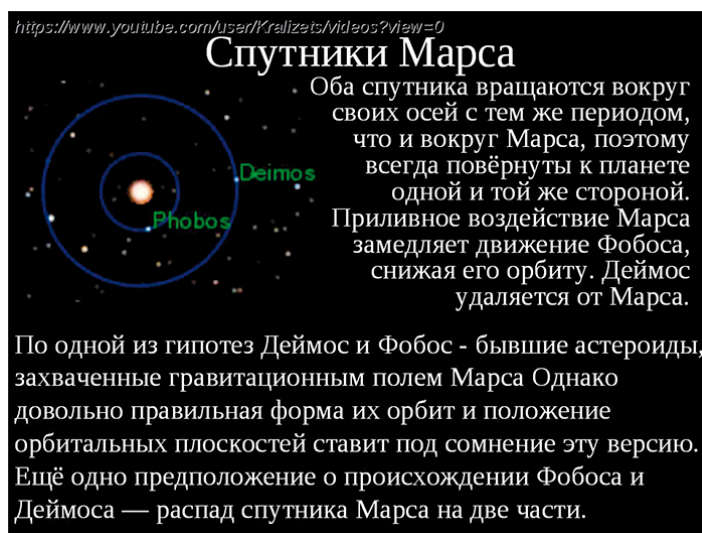 https://www.youtube.com/user/Kralizets/videos?view=0
Спутники Марса
Оба спутника вращаются вокруг
своих осей с тем же периодом,
что и вокруг Марса, поэтому
всегда повёрнуты к планете
одной и той же стороной.
Приливное воздействие Марса
замедляет движение Фобоса,
снижая его орбиту. Деймос
удаляется от Марса.
Deimos
Phobos
По одной из гипотез Деймос и Фобос - бывшие астероиды,
захваченные гравитационным полем Марса Однако
довольно правильная форма их орбит и положение
орбитальных плоскостей ставит под сомнение эту версию.
Ещё одно предположение о происхождении Фобоса и
Деймоса — распад спутника Марса на две части.